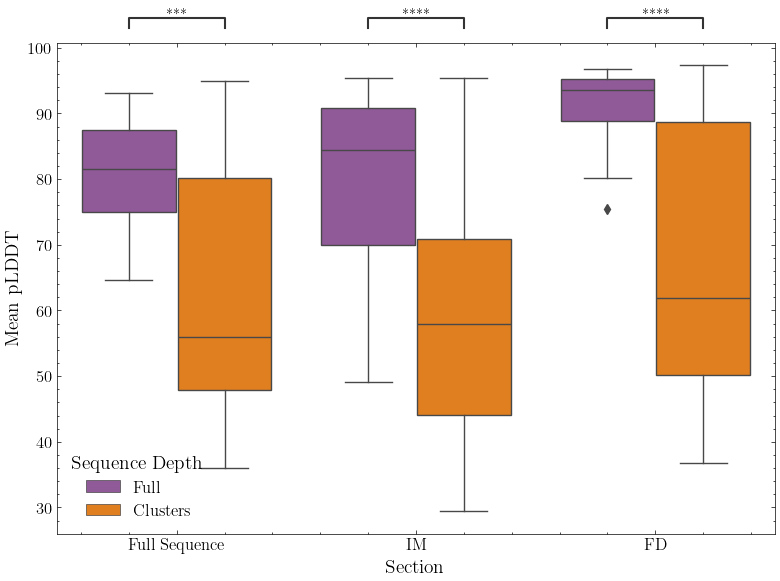 *** **** ****
100
90
80
70
60
50
40
30
Mean pLDDT
Sequence Depth
Full
Clusters
Full Sequence IM FD
Section